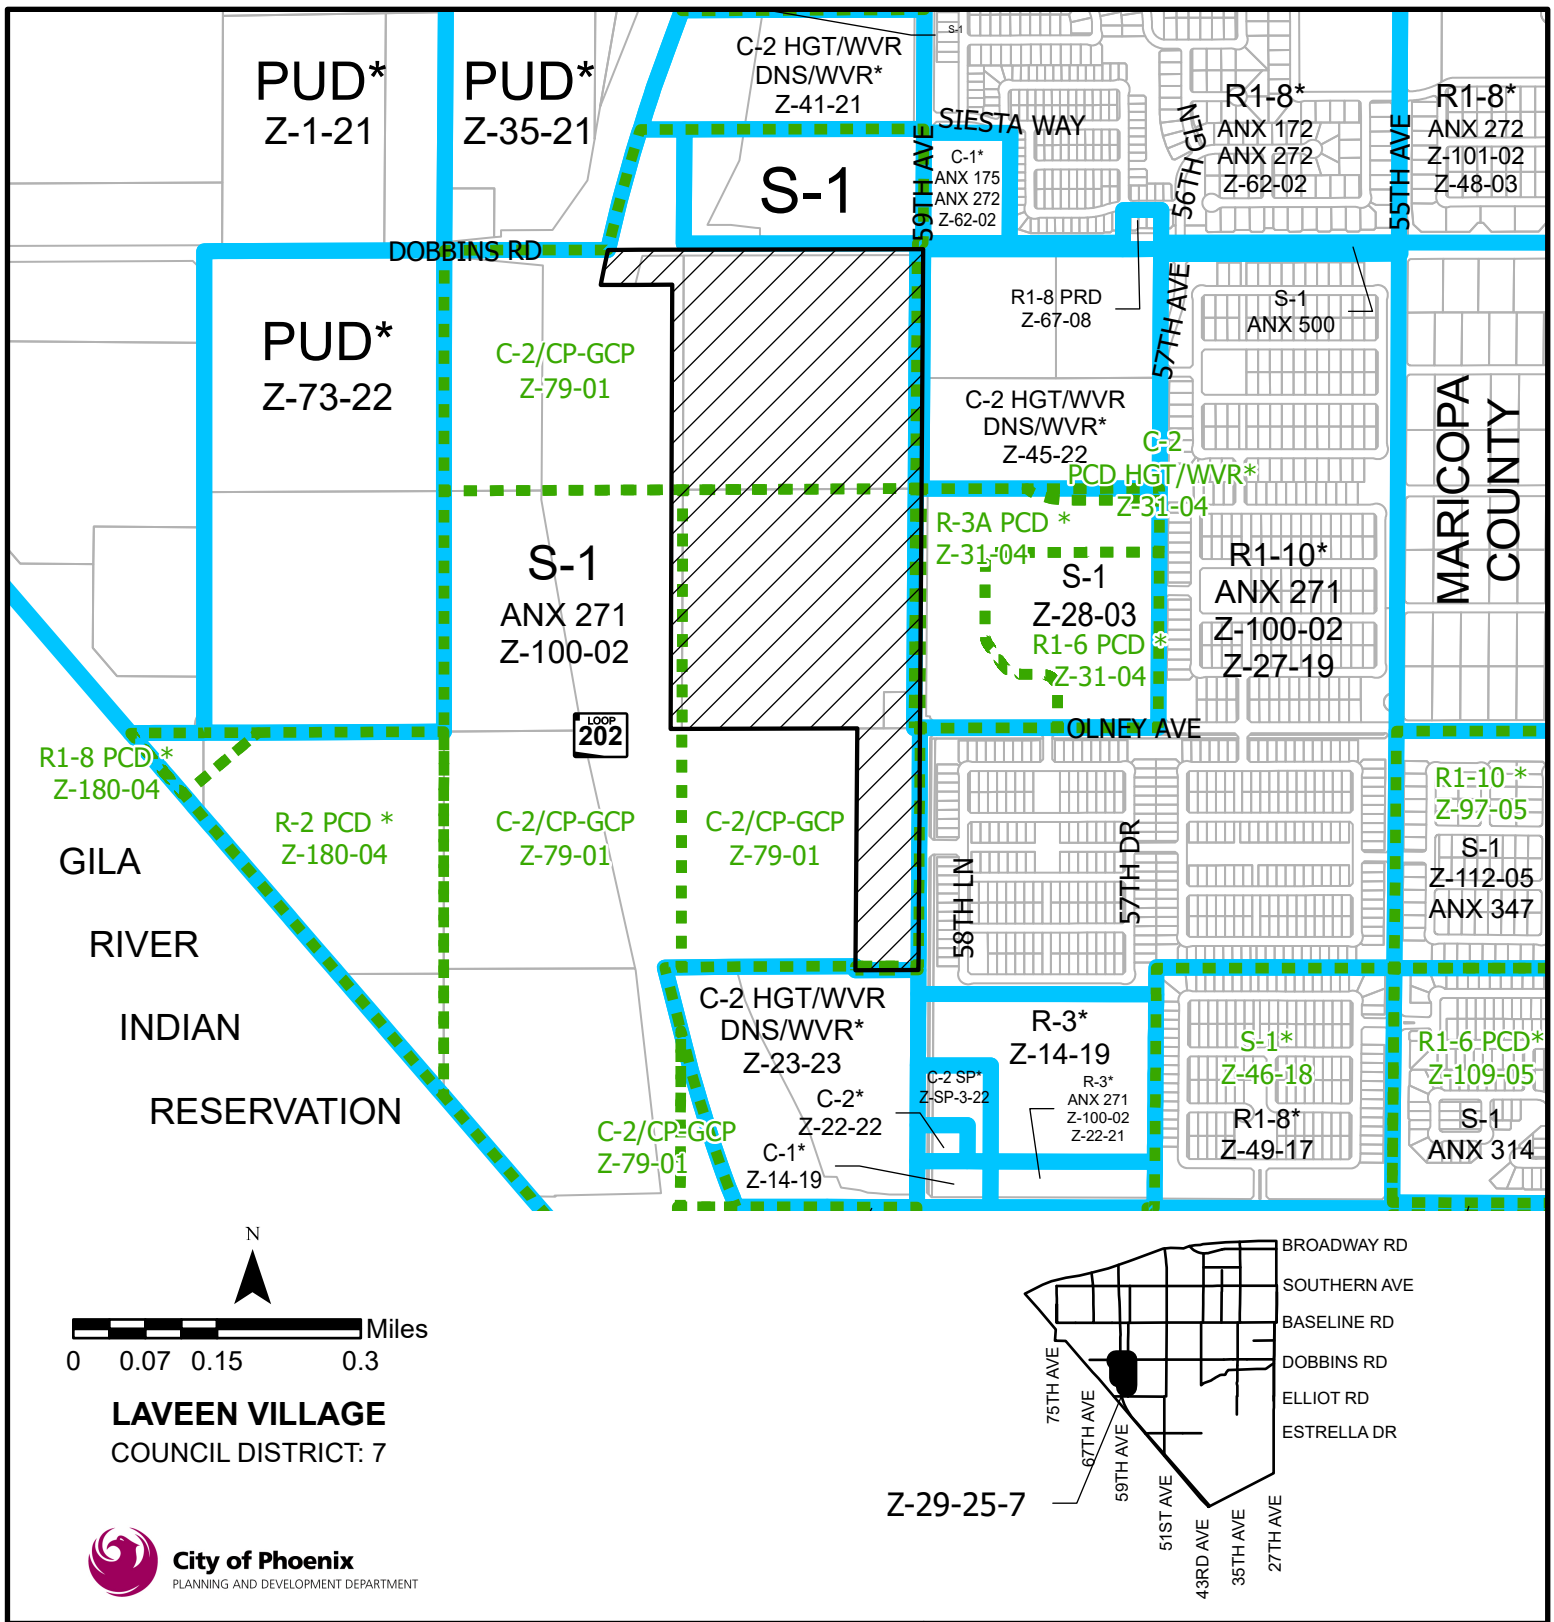 PUD*
Z-1-21
PUD*
Z-35-21
C-2 HGT/WVR
DNS/WVR*
Z-41-21
S-1
SIESTA WAY
S-1
59TH AVE
C-1*
ANX 175
ANX 272
Z-62-02
56TH GLN
R1-8*
ANX 172
ANX 272
Z-62-02
55TH AVE
R1-8*
ANX 272
Z-101-02
Z-48-03
DOBBINS RD
PUD*
Z-73-22
C-2/CP-GCP
Z-79-01
R1-8 PRD
Z-67-08
57TH AVE
S-1
ANX 500
C-2 HGT/WVR
DNS/WVR*
Z-45-22
C-2
PCD HGT/WVR*
Z-31-04
MARICOPA
COUNTY
S-1
ANX 271
Z-100-02
R-3A PCD *
Z-31-04
S-1
Z-28-03
R1-6 PCD *
Z-31-04
R1-10*
ANX 271
Z-100-02
Z-27-19
LOOP
202
OLNEY AVE
R1-8 PCD *
Z-180-04
R-2 PCD *
Z-180-04
C-2/CP-GCP
Z-79-01
C-2/CP-GCP
Z-79-01
58TH LN
57TH DR
R1-10 *
Z-97-05
S-1
Z-112-05
ANX 347
GILA
RIVER
INDIAN
RESERVATION
C-2 HGT/WVR
DNS/WVR*
Z-23-23
R-3*
Z-14-19
C-2 SP*
Z-SP-3-22
R-3*
ANX 271
Z-100-02
Z-22-21
C-2*
Z-22-22
C-1*
Z-14-19
C-2/CP-GCP
Z-79-01
S-1*
Z-46-18
R1-8*
Z-49-17
R1-6 PCD*
Z-109-05
S-1
ANX 314
N
Miles
0 0.07 0.15 0.3
LAVEEN VILLAGE
COUNCIL DISTRICT: 7
City of Phoenix
PLANNING AND DEVELOPMENT DEPARTMENT
BROADWAY RD
SOUTHERN AVE
BASELINE RD
DOBBINS RD
ELLIOT RD
ESTRELLA DR
75TH AVE
67TH AVE
59TH AVE
51ST AVE
43RD AVE
35TH AVE
27TH AVE
Z-29-25-7